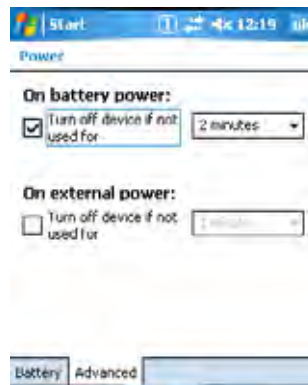 Start 12:19 ok
Power
On battery power:
Turn off device if not
used for
2 minutes
On external power:
Turn off device if not
used for
Battery Advanced